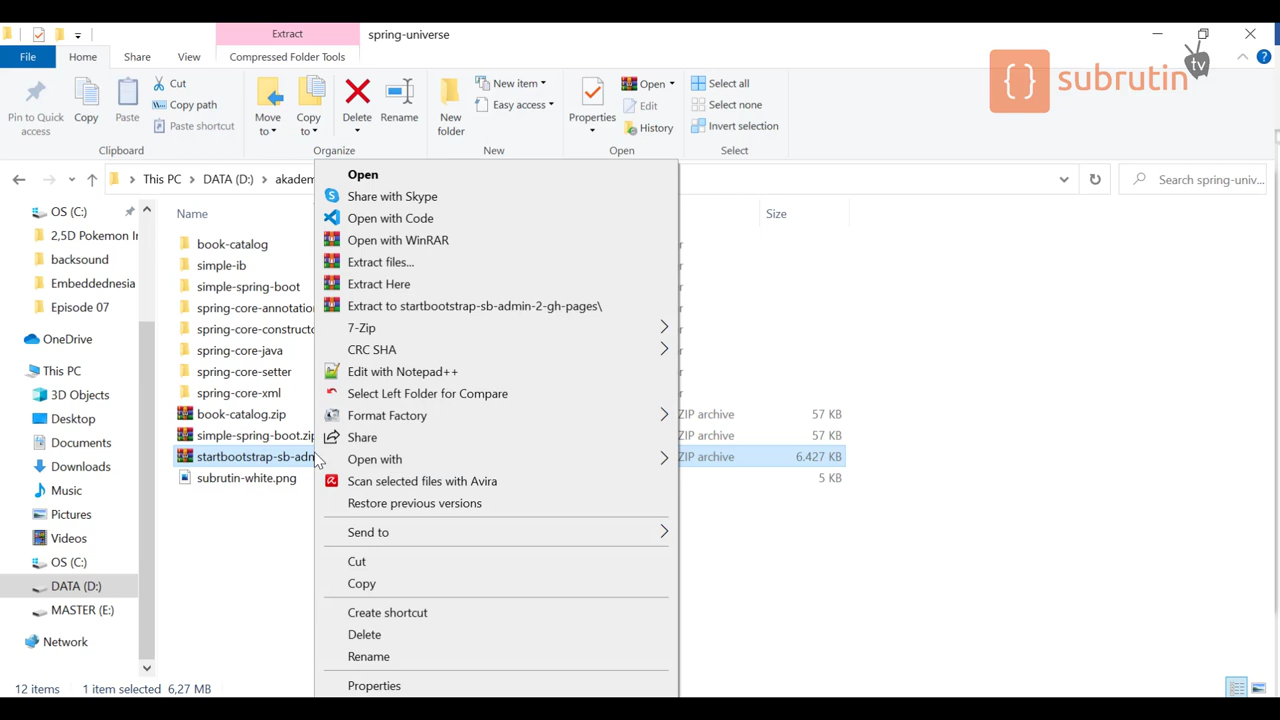 Extract
spring-universe
File
Home
Share
View
Compressed Folder Tools
{} subrutin tv
Pin to Quick access
Copy
Paste
Cut
Copy path
Paste shortcut
Clipboard
Move to
Copy to
Delete
Rename
Organize
New folder
New item
Easy access
New
Properties
Open
Edit
History
Open
Select all
Select none
Invert selection
Select
This PC
DATA (D:)
akadem
Search spring-univ...
OS (C:)
2,5D Pokemon Ir
backsound
Embeddednesia
Episode 07
OneDrive
This PC
3D Objects
Desktop
Documents
Downloads
Music
Pictures
Videos
OS (C:)
DATA (D:)
MASTER (E:)
Network
Name
Size
book-catalog
simple-ib
simple-spring-boot
spring-core-annotation
spring-core-constructo
spring-core-java
spring-core-setter
spring-core-xml
book-catalog.zip ZIP archive 57 KB
simple-spring-boot.zip ZIP archive 57 KB
startbootstrap-sb-adm ZIP archive 6.427 KB
subrutin-white.png 5 KB
Open
Share with Skype
Open with Code
Open with WinRAR
Extract files...
Extract Here
Extract to startbootstrap-sb-admin-2-gh-pages\
7-Zip
CRC SHA
Edit with Notepad++
Select Left Folder for Compare
Format Factory
Share
Open with
Scan selected files with Avira
Restore previous versions
Send to
Cut
Copy
Create shortcut
Delete
Rename
Properties
12 items
1 item selected 6,27 MB